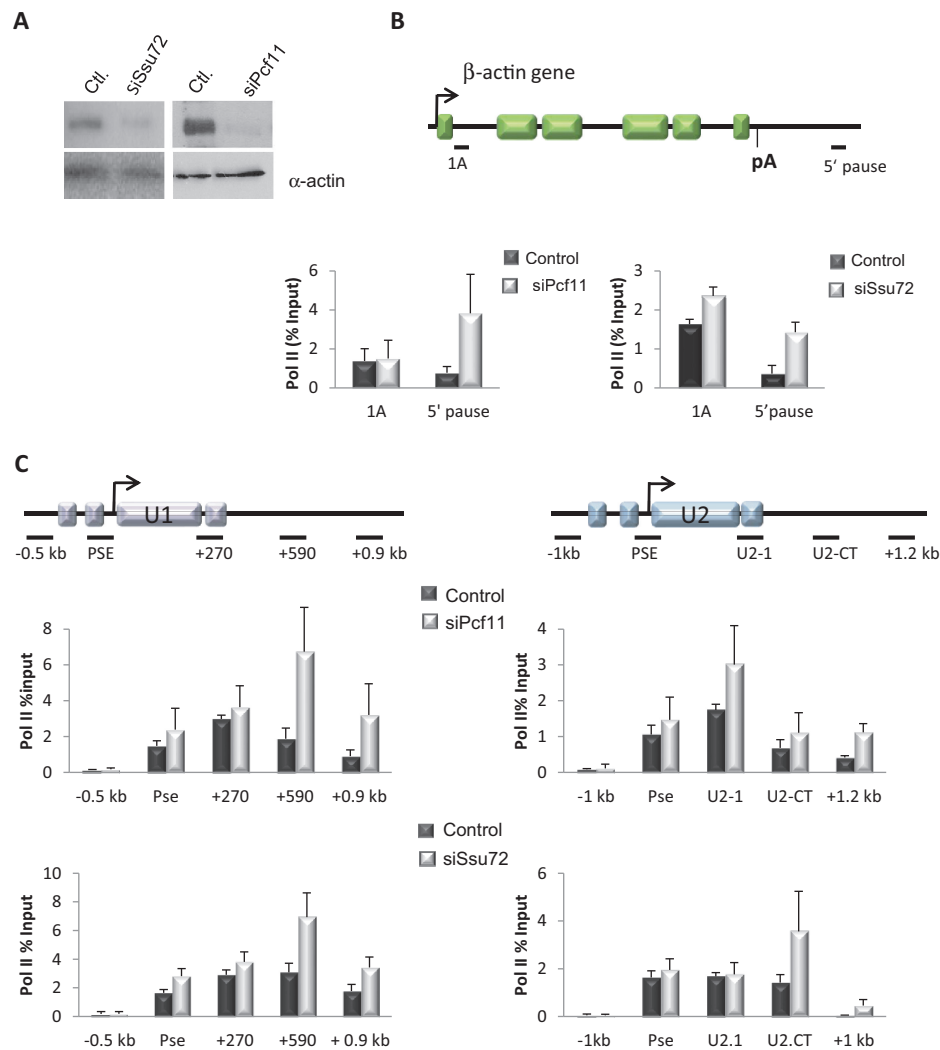 A
Ctl.
siSsu72
Ctl.
siPcf11
α-actin
B
β-actin gene
1A
pA
5' pause
Control
siPcf11
Pol II (% Input)
6
4
2
0
1A
5' pause
Control
siSsu72
Pol II (% Input)
3
2
1
0
1A
5'pause
C
U1
-0.5 kb
PSE
+270
+590
+0.9 kb
U2
-1kb
PSE
U2-1
U2-CT
+1.2 kb
Control
siPcf11
Pol II %input
8
6
4
2
0
-0.5 kb
Pse
+270
+590
+0.9 kb
Pol II% Input
4
3
2
1
0
-1 kb
Pse
U2-1
U2-CT
+1.2 kb
Control
siSsu72
Pol II % Input
10
8
6
4
2
0
-0.5 kb
Pse
+270
+590
+ 0.9 kb
Pol II % Input
6
4
2
0
-1kb
Pse
U2.1
U2.CT
+1 kb